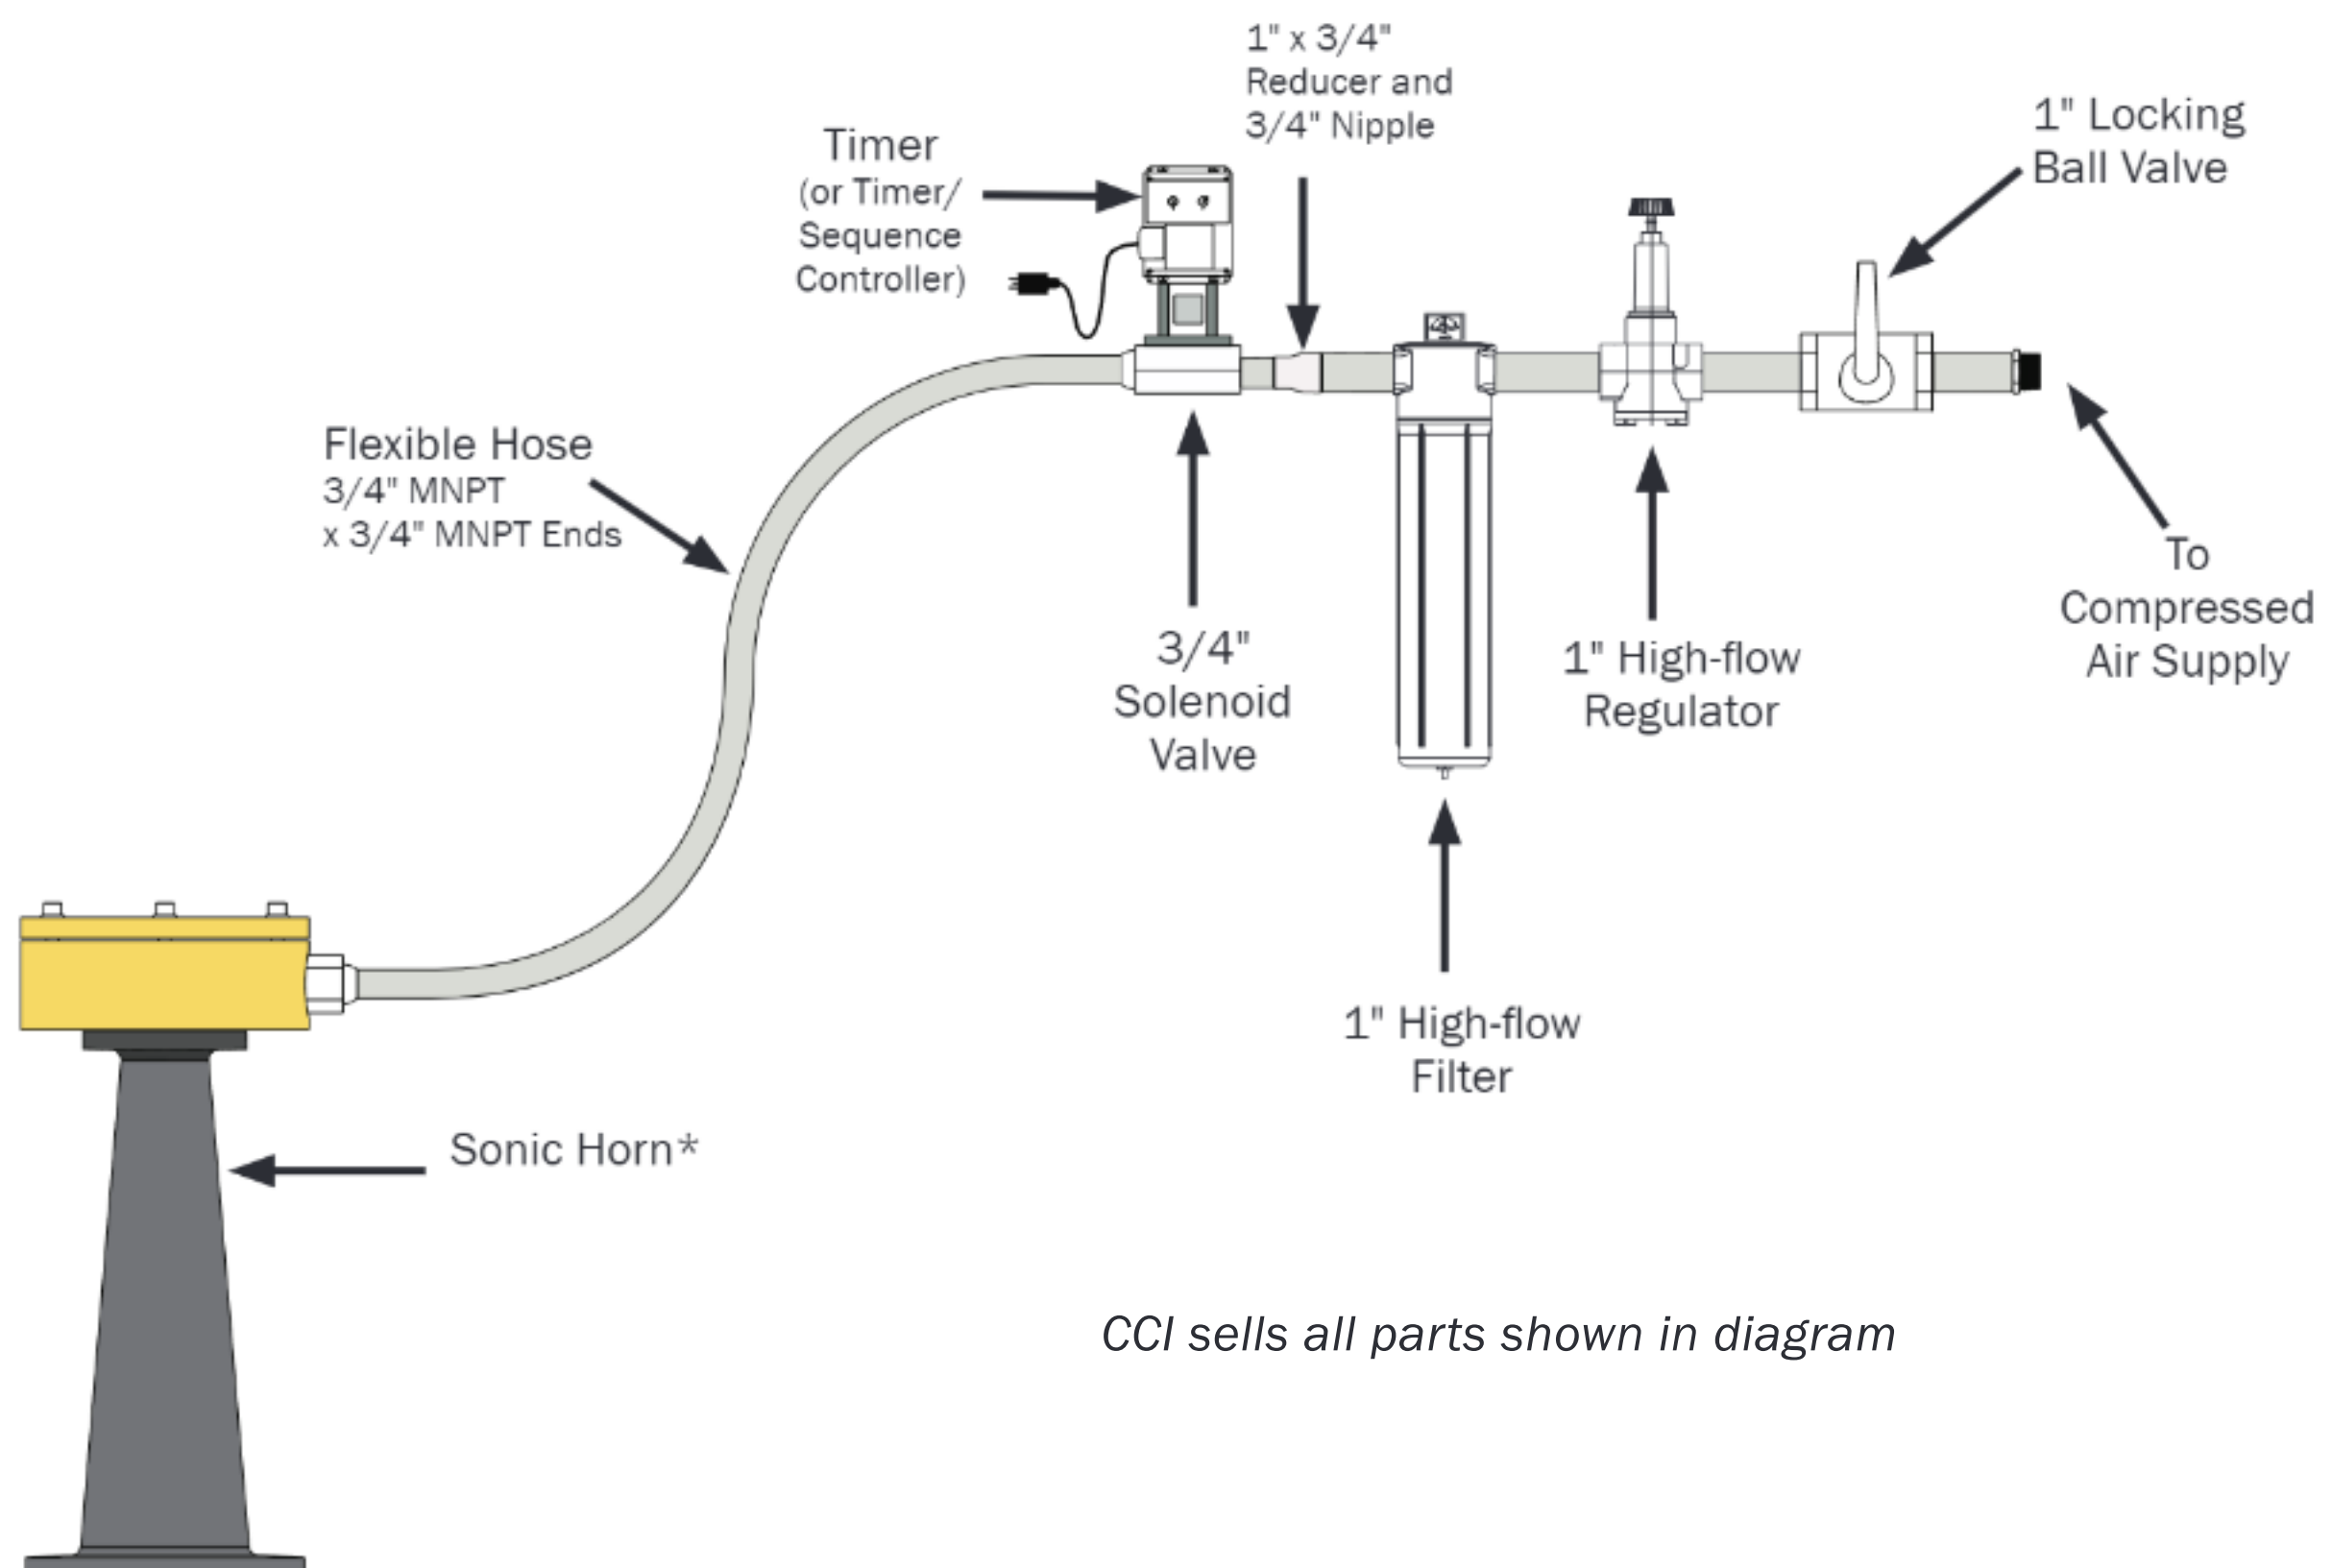 1" x 3/4"
Reducer and
3/4" Nipple
1" Locking
Ball Valve
Timer
(or Timer/
Sequence
Controller)
Flexible Hose
3/4" MNPT
x 3/4" MNPT Ends
To
Compressed
Air Supply
3/4"
Solenoid
Valve
1" High-flow
Regulator
1" High-flow
Filter
Sonic Horn*
CCI sells all parts shown in diagram